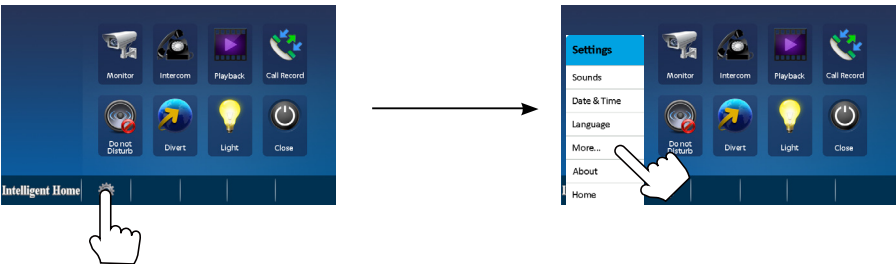 Monitor
Intercom
Playback
Call Record
Do not
Disturb
Divert
Light
Close
Intelligent Home
Settings
Sounds
Date & Time
Language
More...
About
Home
Monitor
Intercom
Playback
Call Record
Do not
Disturb
Divert
Light
Close